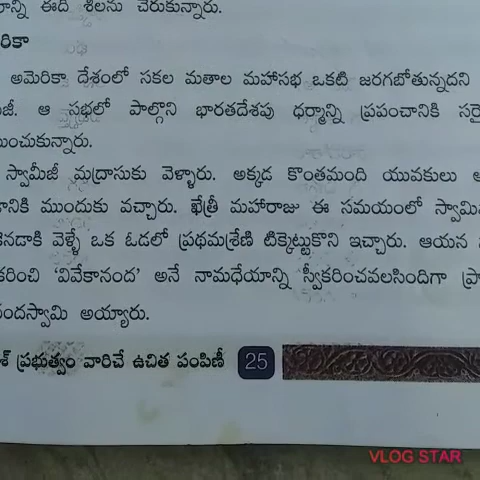 ఈది శిలను చేరుకున్నారు.
రికా
అమెరికా దేశంలో సకల మతాల మహాసభ ఒకటి జరగబోతున్నదని
జీ. ఆ సభలో పాల్గొని భారతదేశపు ధర్మాన్ని ప్రపంచానికి
ించుకున్నారు.
స్వామీజీ మద్రాసుకు వెళ్ళారు. అక్కడ కొంతమంది యువకులు
ానికి ముందుకు వచ్చారు. ఖేత్రీ మహారాజు ఈ సమయంలో స్వామీ
కెనడాకి వెళ్ళే ఒక ఓడలో ప్రథమశ్రేణి టిక్కెట్టుకొని ఇచ్చారు. ఆయన
కరించి 'వివేకానంద' అనే నామధేయాన్ని స్వీకరించవలసిందిగా
ందస్వామి అయ్యారు.
శ్ ప్రభుత్వం వారిచే ఉచిత పంపిణీ 25
VLOG STAR